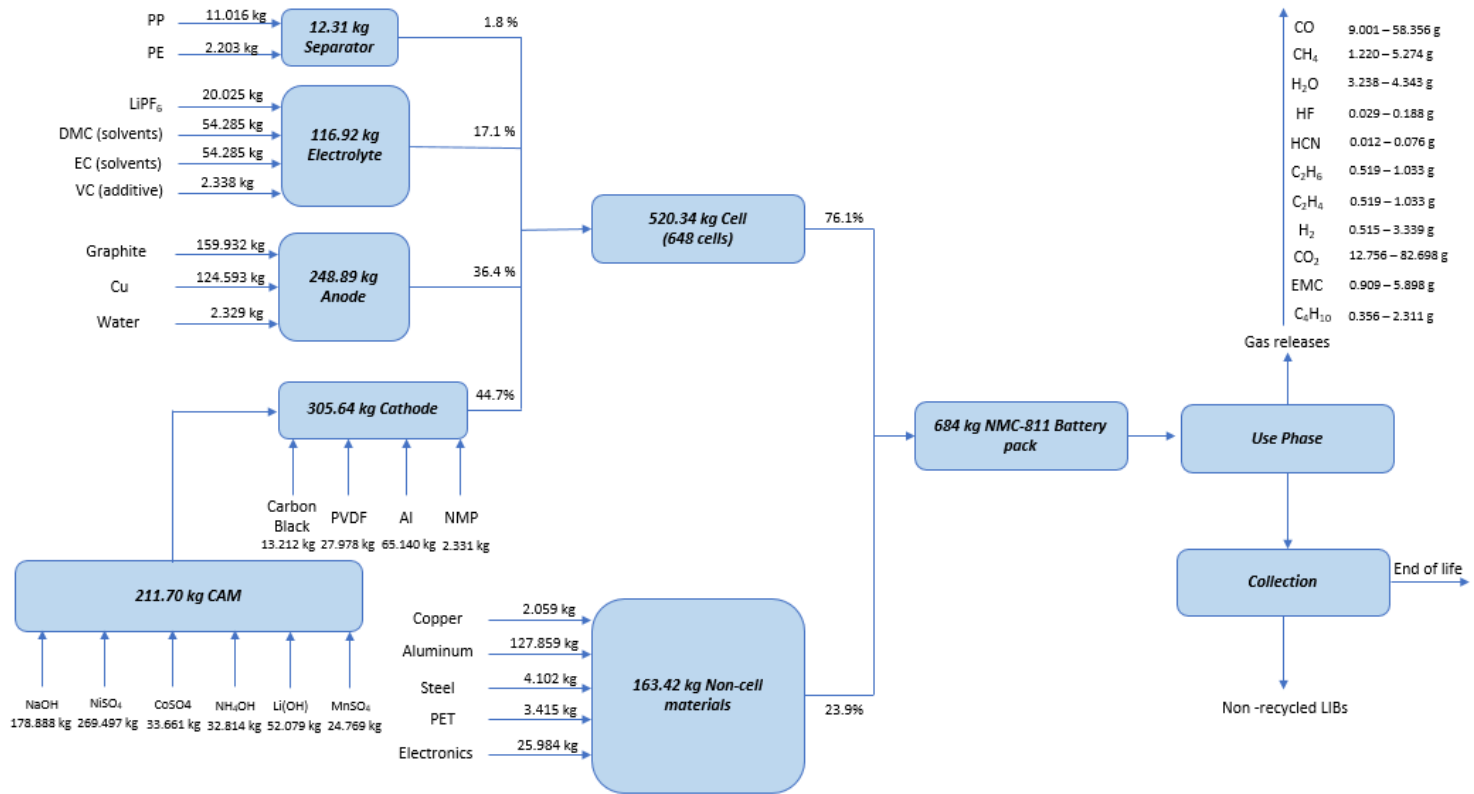 PP
11.016 kg
PE
2.203 kg
12.31 kg
Separator
1.8 %
LiPF₆
20.025 kg
DMC (solvents)
54.285 kg
EC (solvents)
54.285 kg
VC (additive)
2.338 kg
116.92 kg
Electrolyte
17.1 %
Graphite
159.932 kg
Cu
124.593 kg
Water
2.329 kg
248.89 kg
Anode
36.4 %
305.64 kg Cathode
44.7%
Carbon
Black
13.212 kg
PVDF
27.978 kg
Al
65.140 kg
NMP
2.331 kg
211.70 kg CAM
NaOH
178.888 kg
NiSO₄
269.497 kg
CoSO4
33.661 kg
NH₄OH
32.814 kg
Li(OH)
52.079 kg
MnSO₄
24.769 kg
520.34 kg Cell
(648 cells)
76.1%
Copper
2.059 kg
Aluminum
127.859 kg
Steel
4.102 kg
PET
3.415 kg
Electronics
25.984 kg
163.42 kg Non-cell
materials
23.9%
684 kg NMC-811 Battery
pack
Use Phase
Gas releases
CO 9.001 – 58.356 g
CH₄ 1.220 – 5.274 g
H₂O 3.238 – 4.343 g
HF 0.029 – 0.188 g
HCN 0.012 – 0.076 g
C₂H₆ 0.519 – 1.033 g
C₂H₄ 0.519 – 1.033 g
H₂ 0.515 – 3.339 g
CO₂ 12.756 – 82.698 g
EMC 0.909 – 5.898 g
C₄H₁₀ 0.356 – 2.311 g
Collection
End of life
Non -recycled LIBs